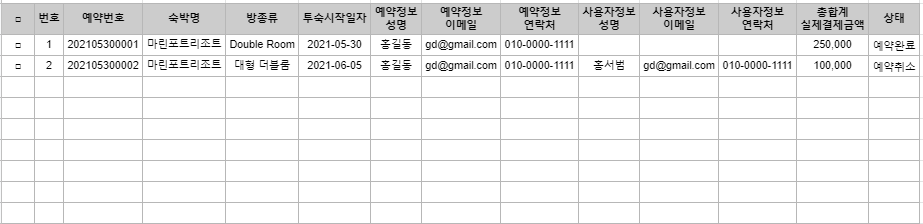 □ 번호 예약번호 숙박명 방종류 투숙시작일자 예약정보 성명 예약정보 이메일 예약정보 연락처 사용자정보 성명 사용자정보 이메일 사용자정보 연락처 총합계 실제결제금액 상태
□ 1 202105300001 마린포트리조트 Double Room 2021-05-30 홍길동 gd@gmail.com 010-0000-1111 250,000 예약완료
□ 2 202105300002 마린포트리조트 대형 더블룸 2021-06-05 홍길동 gd@gmail.com 010-0000-1111 홍서범 gd@gmail.com 010-0000-1111 100,000 예약취소